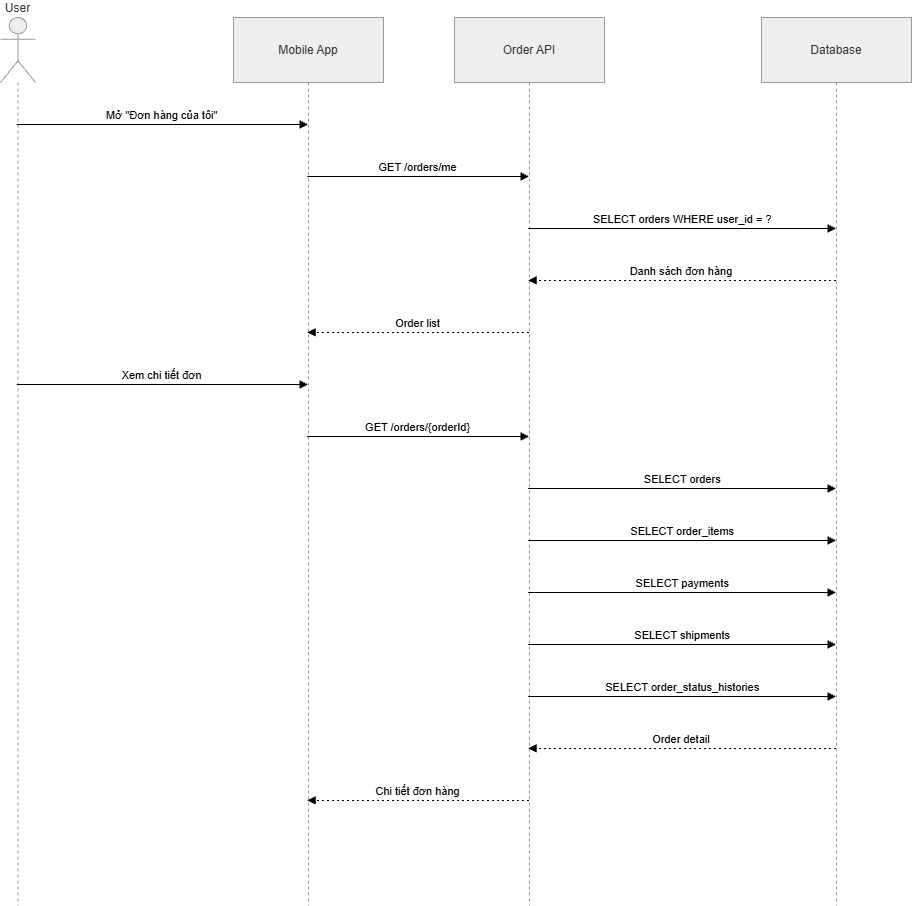 User
Mobile App
Order API
Database
Mở "Đơn hàng của tôi"
GET /orders/me
SELECT orders WHERE user_id = ?
Danh sách đơn hàng
Order list
Xem chi tiết đơn
GET /orders/{orderId}
SELECT orders
SELECT order_items
SELECT payments
SELECT shipments
SELECT order_status_histories
Order detail
Chi tiết đơn hàng